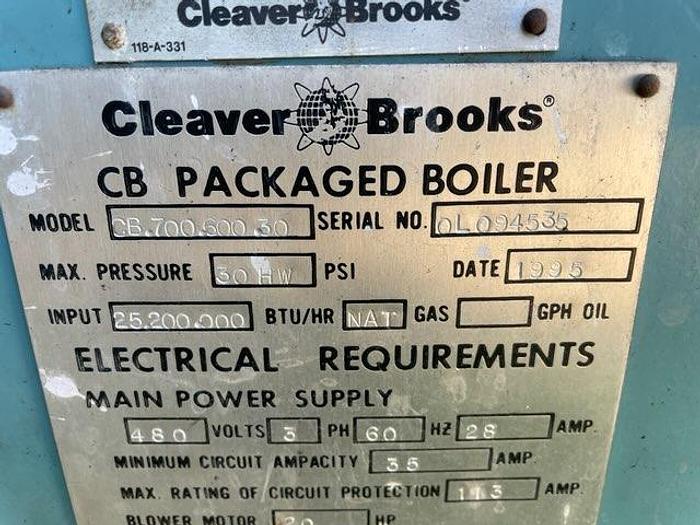 Cleaver Brooks®
118-A-331
Cleaver Brooks®
CB PACKAGED BOILER
MODEL CB.700.600.30 SERIAL NO. OL094535
MAX. PRESSURE 30 HW PSI DATE 1995
INPUT 25.200.000 BTU/HR NAT GAS GPH OIL
ELECTRICAL REQUIREMENTS
MAIN POWER SUPPLY
480 VOLTS 3 PH 60 HZ 28 AMP.
MINIMUM CIRCUIT AMPACITY 35 AMP.
MAX. RATING OF CIRCUIT PROTECTION 113 AMP.
BLOWER MOTOR 20 HP